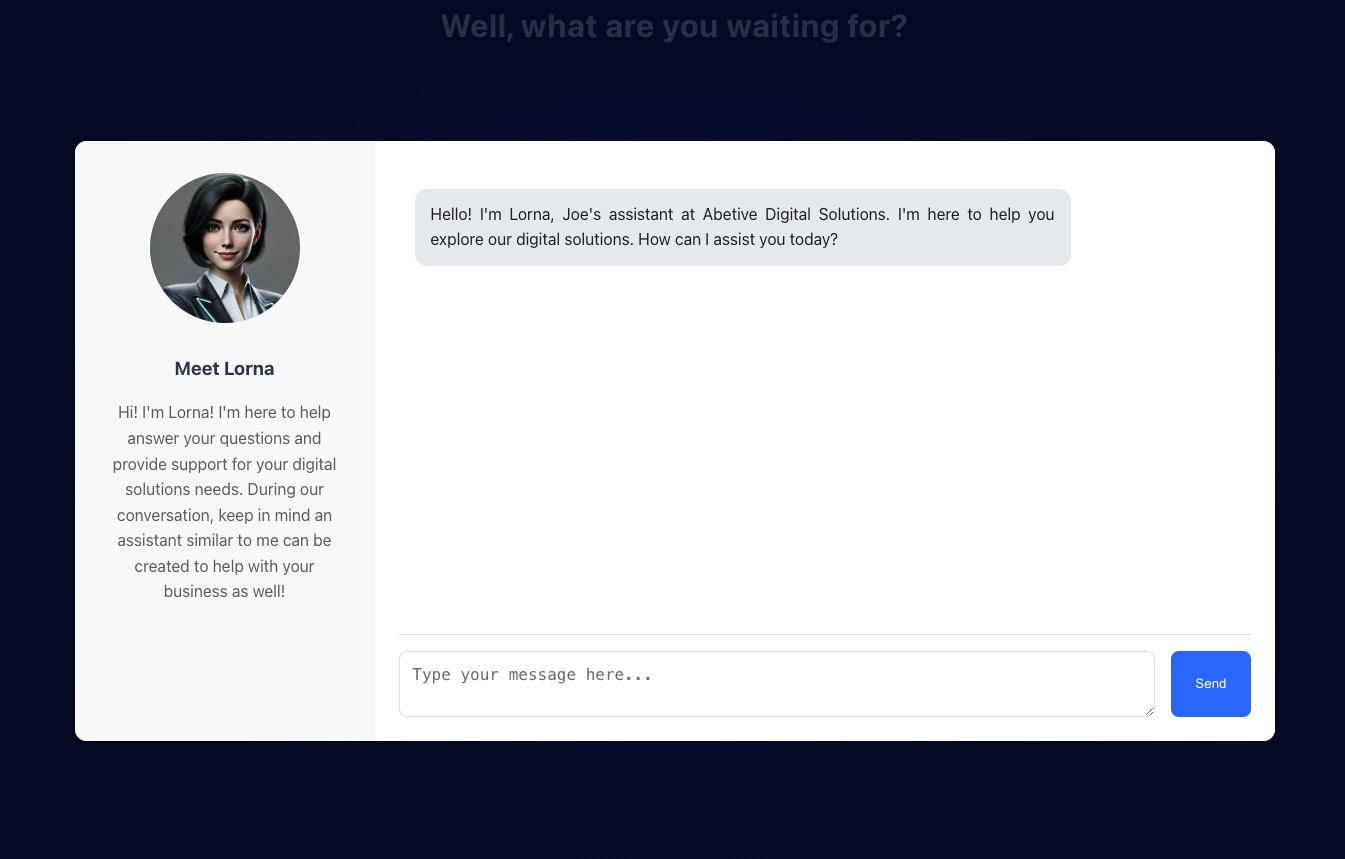 Well, what are you waiting for?
Hello! I'm Lorna, Joe's assistant at Abetive Digital Solutions. I'm here to help you
explore our digital solutions. How can I assist you today?
Meet Lorna
Hi! I'm Lorna! I'm here to help
answer your questions and
provide support for your digital
solutions needs. During our
conversation, keep in mind an
assistant similar to me can be
created to help with your
business as well!
Type your message here...
Send